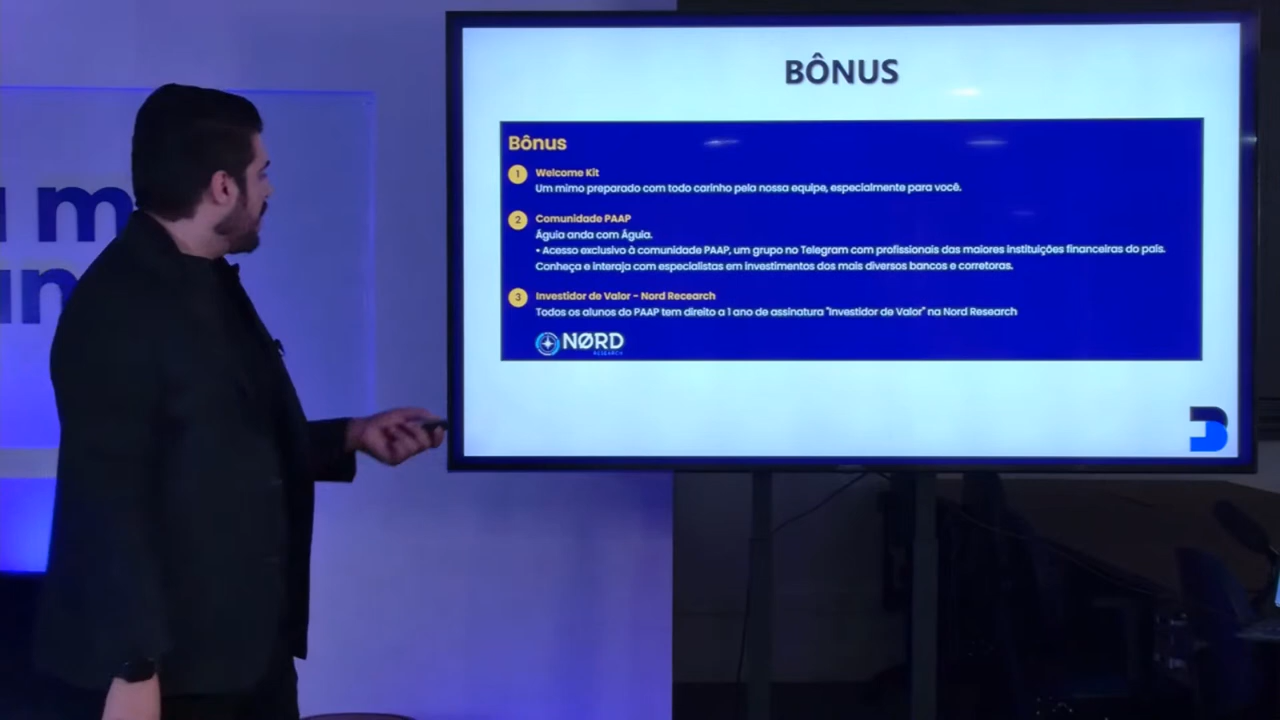 BÔNUS
Bônus
1 Welcome Kit
Um mimo preparado com todo carinho pela nossa equipe, especialmente para você.
2 Comunidade PAAP
Águia anda com Águia.
• Acesso exclusivo à comunidade PAAP, um grupo no Telegram com profissionais das maiores instituições financeiras do país.
Conheça e interaja com especialistas em investimentos dos mais diversos bancos e corretoras.
3 Investidor de Valor - Nord Recearch
Todos os alunos do PAAP tem direito a 1 ano de assinatura "Investidor de Valor" na Nord Research
NØRD
RESEARCH